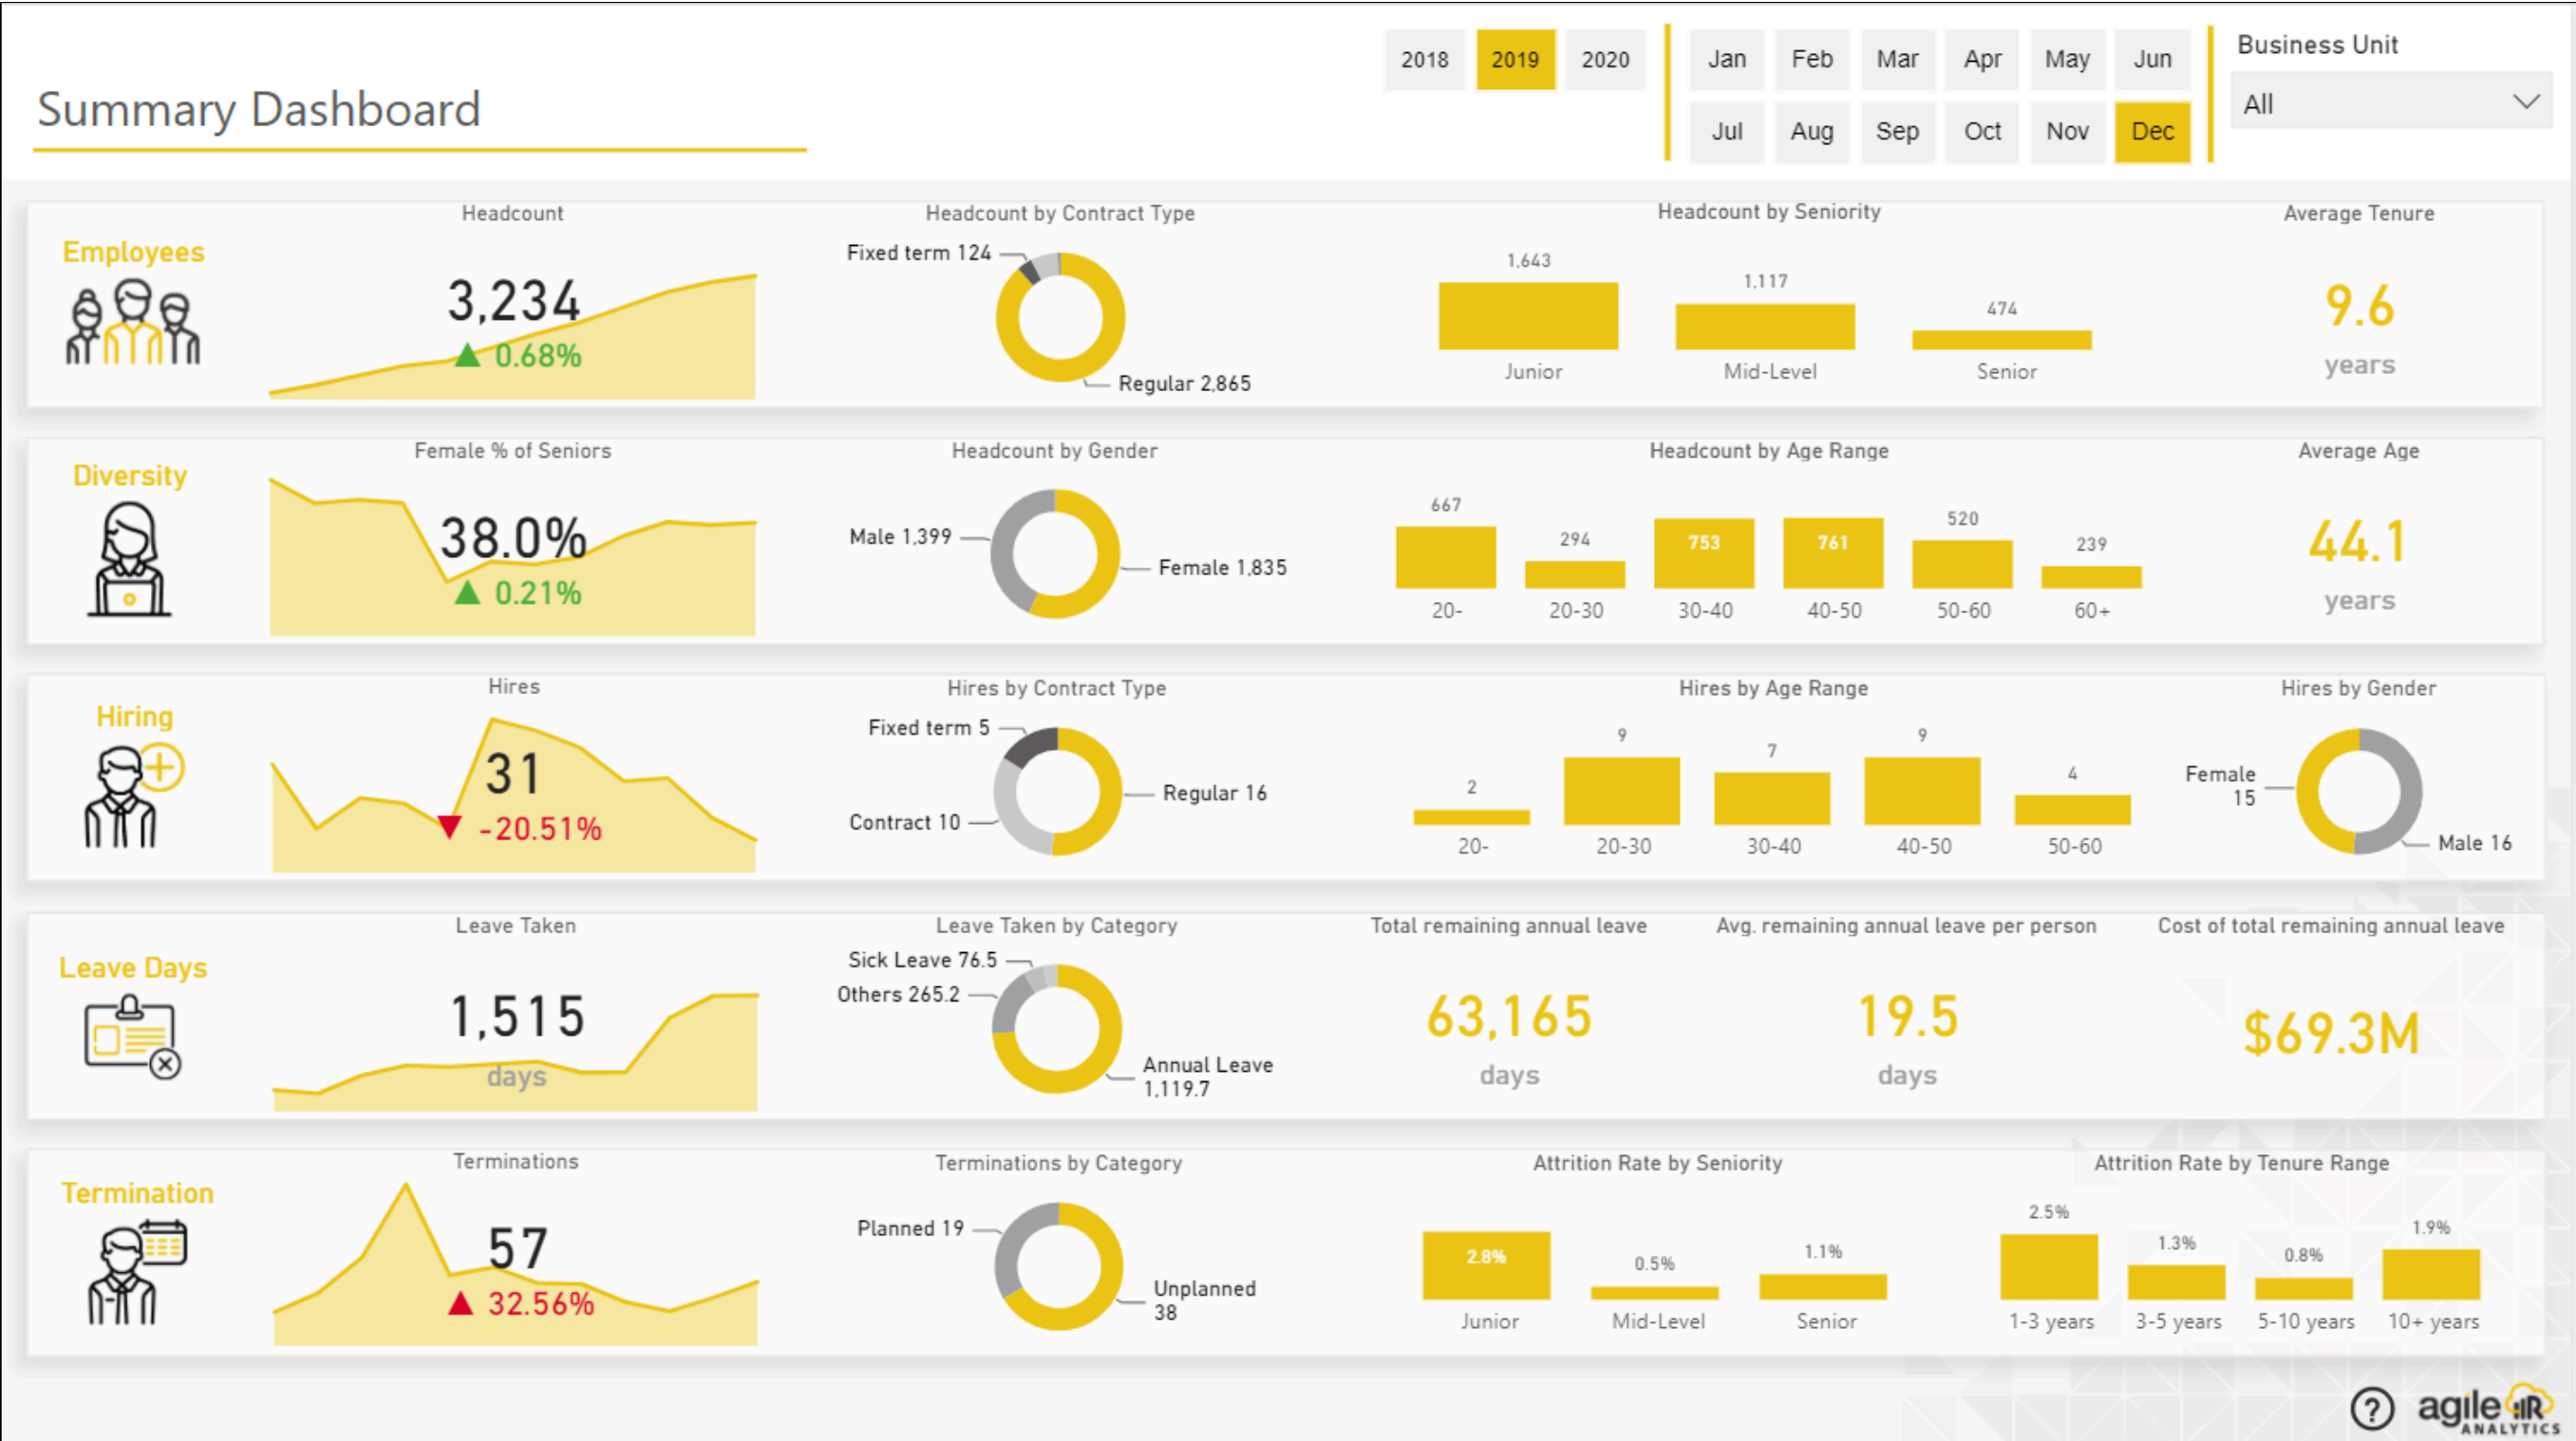 Summary Dashboard
2018 2019 2020
Jan Feb Mar Apr May Jun
Jul Aug Sep Oct Nov Dec
Business Unit
All
Employees
Headcount
3,234
▲ 0.68%
Headcount by Contract Type
Fixed term 124
Regular 2,865
Headcount by Seniority
1,643 1,117 474
Junior Mid-Level Senior
Average Tenure
9.6
years
Diversity
Female % of Seniors
38.0%
▲ 0.21%
Headcount by Gender
Male 1,399
Female 1,835
Headcount by Age Range
667 294 753 761 520 239
20- 20-30 30-40 40-50 50-60 60+
Average Age
44.1
years
Hiring
Hires
31
▼ -20.51%
Hires by Contract Type
Fixed term 5
Regular 16
Contract 10
Hires by Age Range
2 9 7 9 4
20- 20-30 30-40 40-50 50-60
Hires by Gender
Female
15
Male 16
Leave Days
Leave Taken
1,515
days
Leave Taken by Category
Sick Leave 76.5
Others 265.2
Annual Leave
1,119.7
Total remaining annual leave
63,165
days
Avg. remaining annual leave per person
19.5
days
Cost of total remaining annual leave
$69.3M
Termination
Terminations
57
▲ 32.56%
Terminations by Category
Planned 19
Unplanned
38
Attrition Rate by Seniority
2.8% 0.5% 1.1%
Junior Mid-Level Senior
Attrition Rate by Tenure Range
2.5% 1.3% 0.8% 1.9%
1-3 years 3-5 years 5-10 years 10+ years
?
agile HR
ANALYTICS